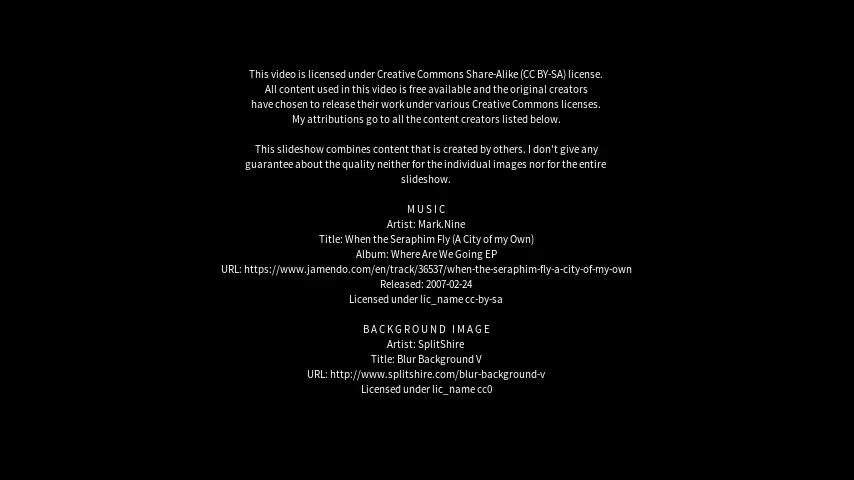 This video is licensed under Creative Commons Share-Alike (CC BY-SA) license.
All content used in this video is free available and the original creators
have chosen to release their work under various Creative Commons licenses.
My attributions go to all the content creators listed below.
This slideshow combines content that is created by others. I don't give any
guarantee about the quality neither for the individual images nor for the entire
slideshow.
MUSIC
Artist: Mark.Nine
Title: When the Seraphim Fly (A City of my Own)
Album: Where Are We Going EP
URL: https://www.jamendo.com/en/track/36537/when-the-seraphim-fly-a-city-of-my-own
Released: 2007-02-24
Licensed under lic_name cc-by-sa
BACKGROUND IMAGE
Artist: SplitShire
Title: Blur Background V
URL: http://www.splitshire.com/blur-background-v
Licensed under lic_name cc0